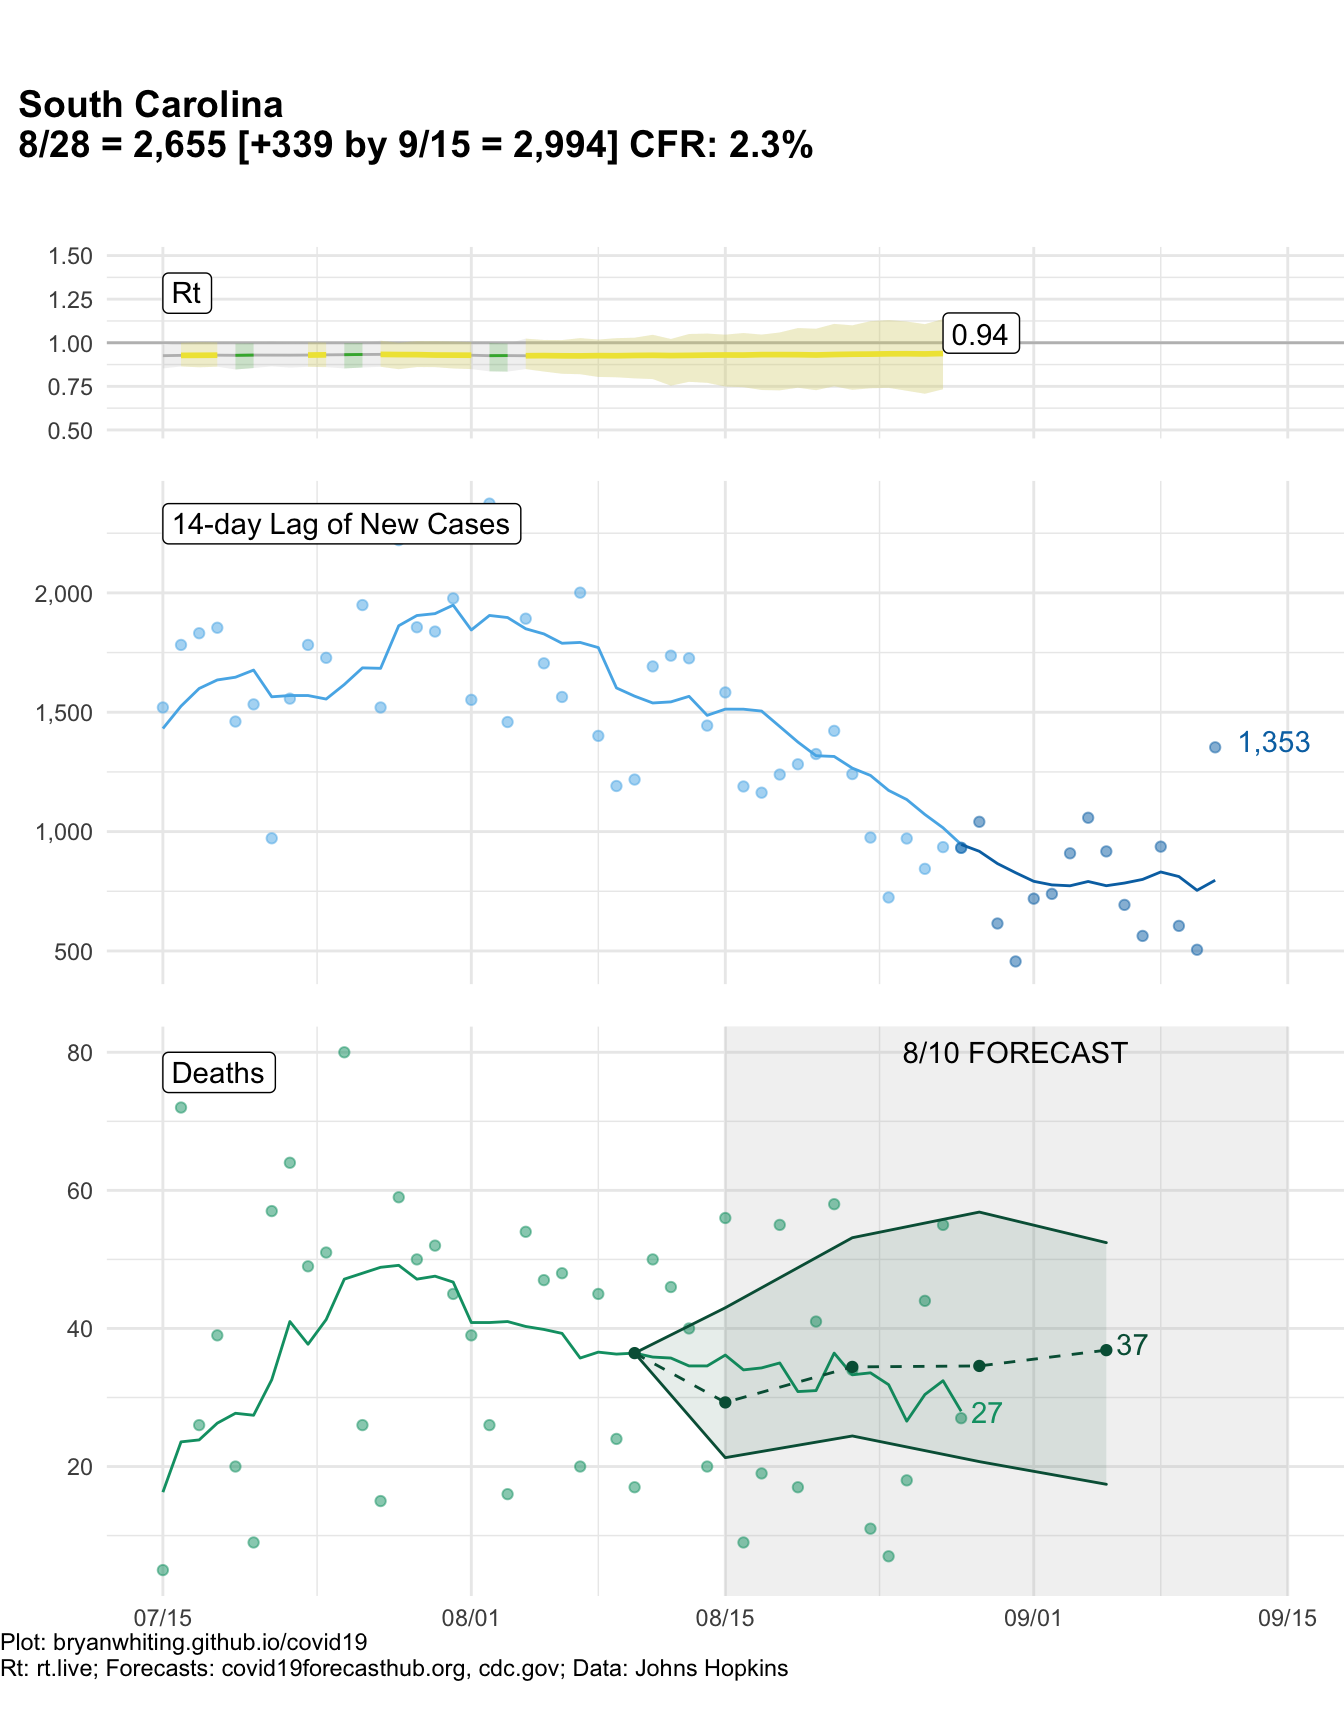 South Carolina
8/28 = 2,655 [+339 by 9/15 = 2,994] CFR: 2.3%
1.50
Rt
1.25
1.00
0.94
0.75
0.50
14-day Lag of New Cases
2,000
1,500
1,353
1,000
500
80
8/10 FORECAST
Deaths
60
40
37
27
20
07/15
08/01
08/15
09/01
09/15
Plot: bryanwhiting.github.io/covid19
Rt: rt.live; Forecasts: covid19forecasthub.org, cdc.gov; Data: Johns Hopkins